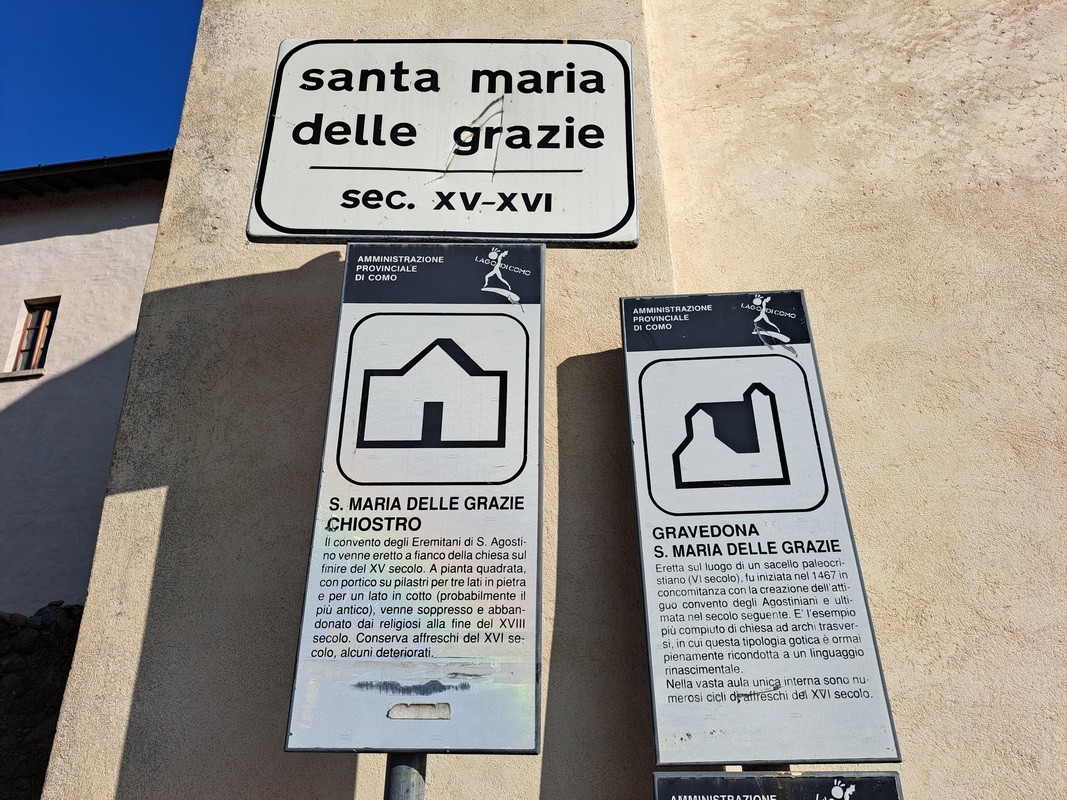 santa maria
delle grazie
sec. XV-XVI
AMMINISTRAZIONE
PROVINCIALE
DI COMO
LAGO DI COMO
S. MARIA DELLE GRAZIE
CHIOSTRO
Il convento degli Eremitani di S. Agosti-
no venne eretto a fianco della chiesa sul
finire del XV secolo. A pianta quadrata,
con portico su pilastri per tre lati in pietra
e per un lato in cotto (probabilmente il
più antico), venne soppresso e abban-
donato dai religiosi alla fine del XVIII
secolo. Conserva affreschi del XVI se-
colo, alcuni deteriorati.
AMMINISTRAZIONE
PROVINCIALE
DI COMO
LAGO DI COMO
GRAVEDONA
S. MARIA DELLE GRAZIE
Eretta sul luogo di un sacello paleocri-
stiano (VI secolo), fu iniziata nel 1467 in
concomitanza con la creazione dell'atti-
guo convento degli Agostiniani e ulti-
mata nel secolo seguente. E' l'esempio
più compiuto di chiesa ad archi trasver-
si, in cui questa tipologia gotica è ormai
pienamente ricondotta a un linguaggio
rinascimentale.
Nella vasta aula unica interna sono nu-
merosi cicli di affreschi del XVI secolo.
AMMINISTRAZIONE